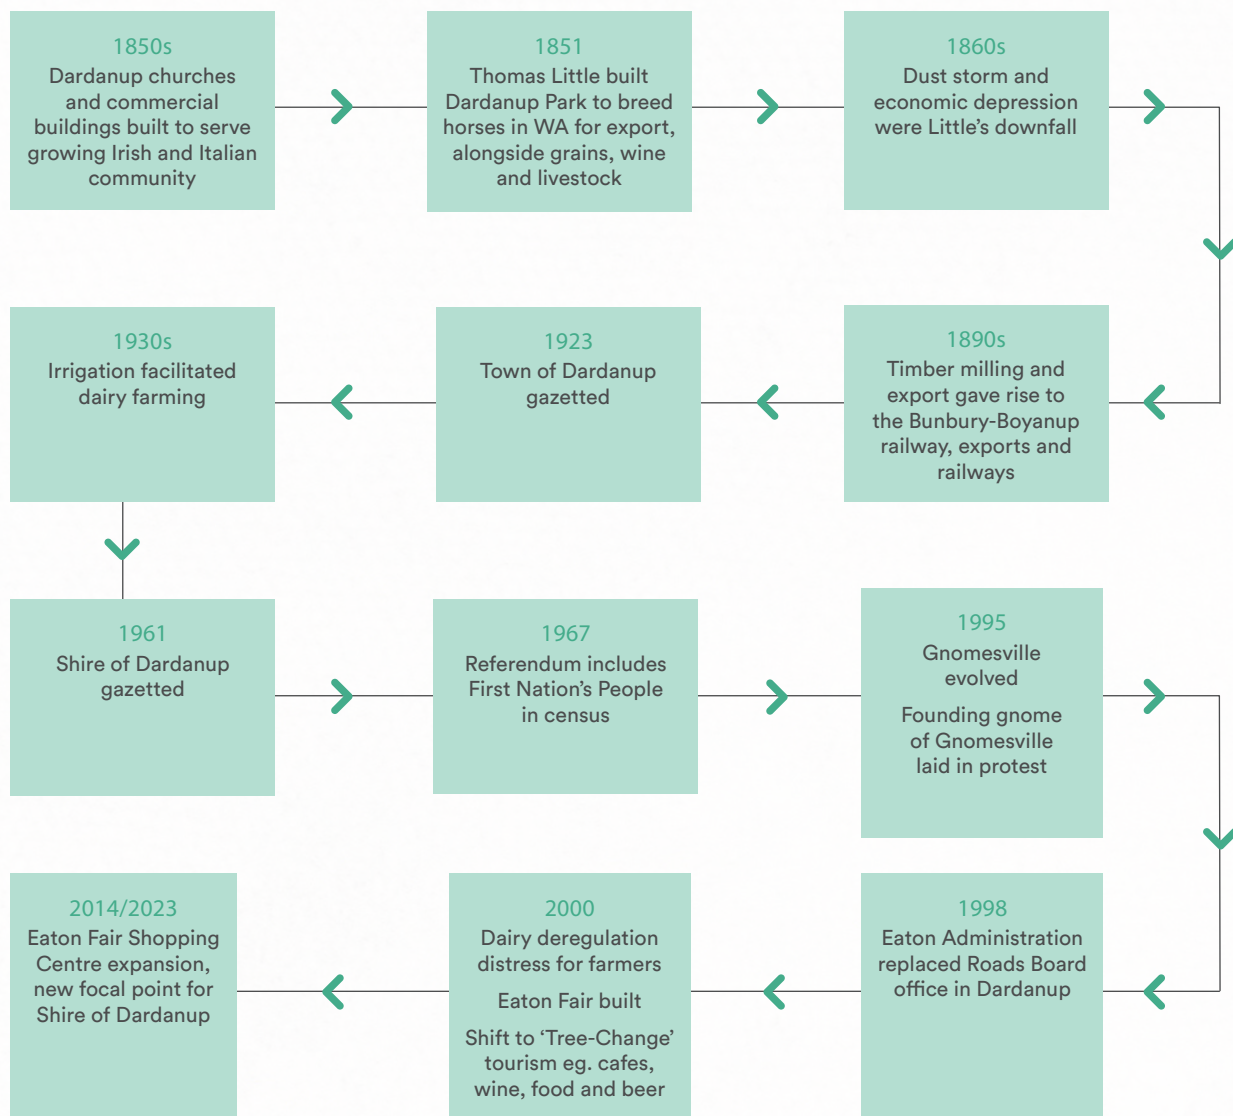 1850s
Dardanup churches
and commercial
buildings built to serve
growing Irish and Italian
community
1851
Thomas Little built
Dardanup Park to breed
horses in WA for export,
alongside grains, wine
and livestock
1860s
Dust storm and
economic depression
were Little's downfall
1890s
Timber milling and
export gave rise to
the Bunbury-Boyanup
railway, exports and
railways
1923
Town of Dardanup
gazetted
1930s
Irrigation facilitated
dairy farming
1961
Shire of Dardanup
gazetted
1967
Referendum includes
First Nation's People
in census
1995
Gnomesville
evolved
Founding gnome
of Gnomesville
laid in protest
1998
Eaton Administration
replaced Roads Board
office in Dardanup
2000
Dairy deregulation
distress for farmers
Eaton Fair built
Shift to ‘Tree-Change’
tourism eg. cafes,
wine, food and beer
2014/2023
Eaton Fair Shopping
Centre expansion,
new focal point for
Shire of Dardanup